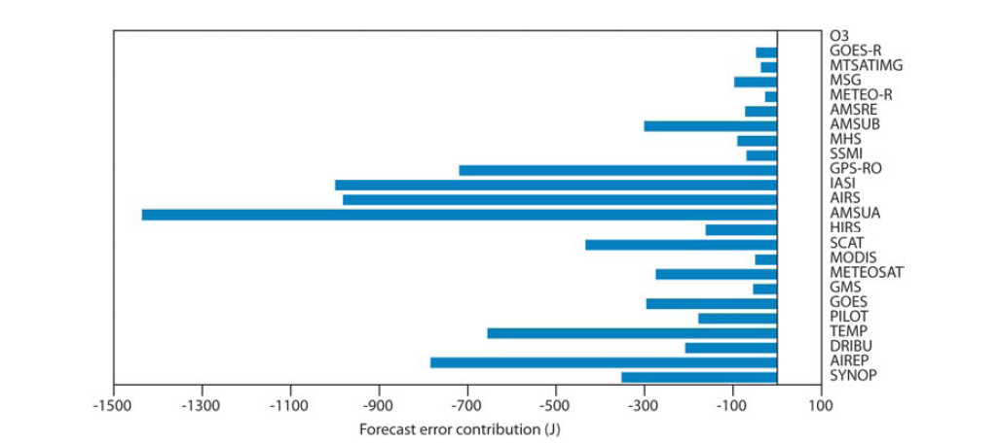 O3
GOES-R
MTSATIMG
MSG
METEO-R
AMSRE
AMSUB
MHS
SSMI
GPS-RO
IASI
AIRS
AMSUA
HIRS
SCAT
MODIS
METEOSAT
GMS
GOES
PILOT
TEMP
DRIBU
AIREP
SYNOP
-1500 -1300 -1100 -900 -700 -500 -300 -100 100
Forecast error contribution (J)